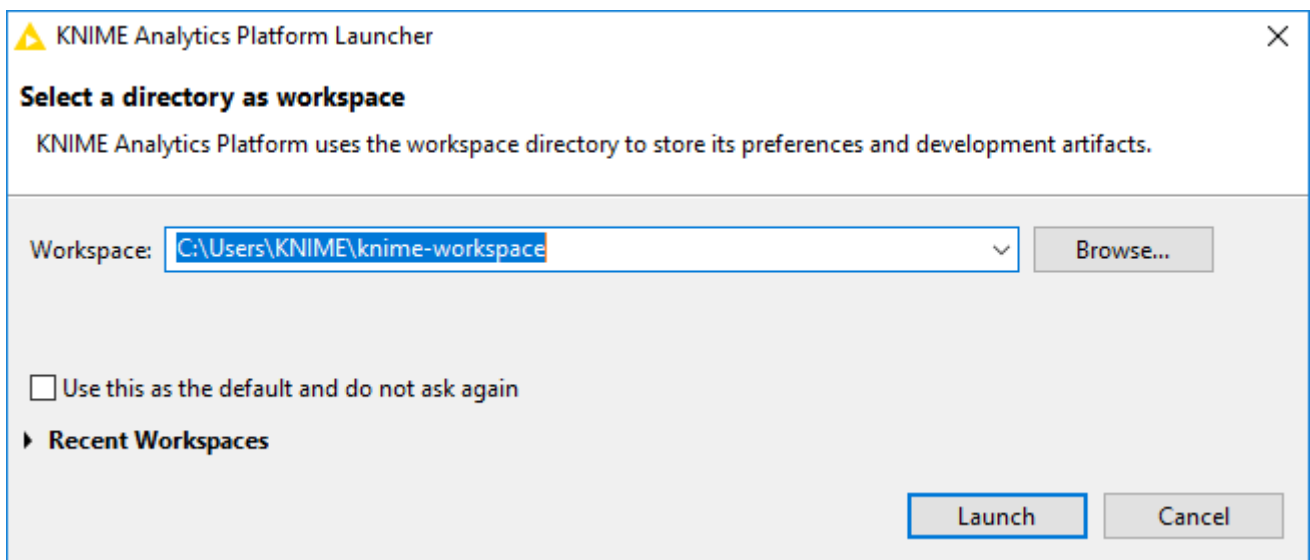 KNIME Analytics Platform Launcher
Select a directory as workspace
KNIME Analytics Platform uses the workspace directory to store its preferences and development artifacts.
Workspace: C:\Users\KNIME\knime-workspace Browse...
Use this as the default and do not ask again
Recent Workspaces
Launch Cancel